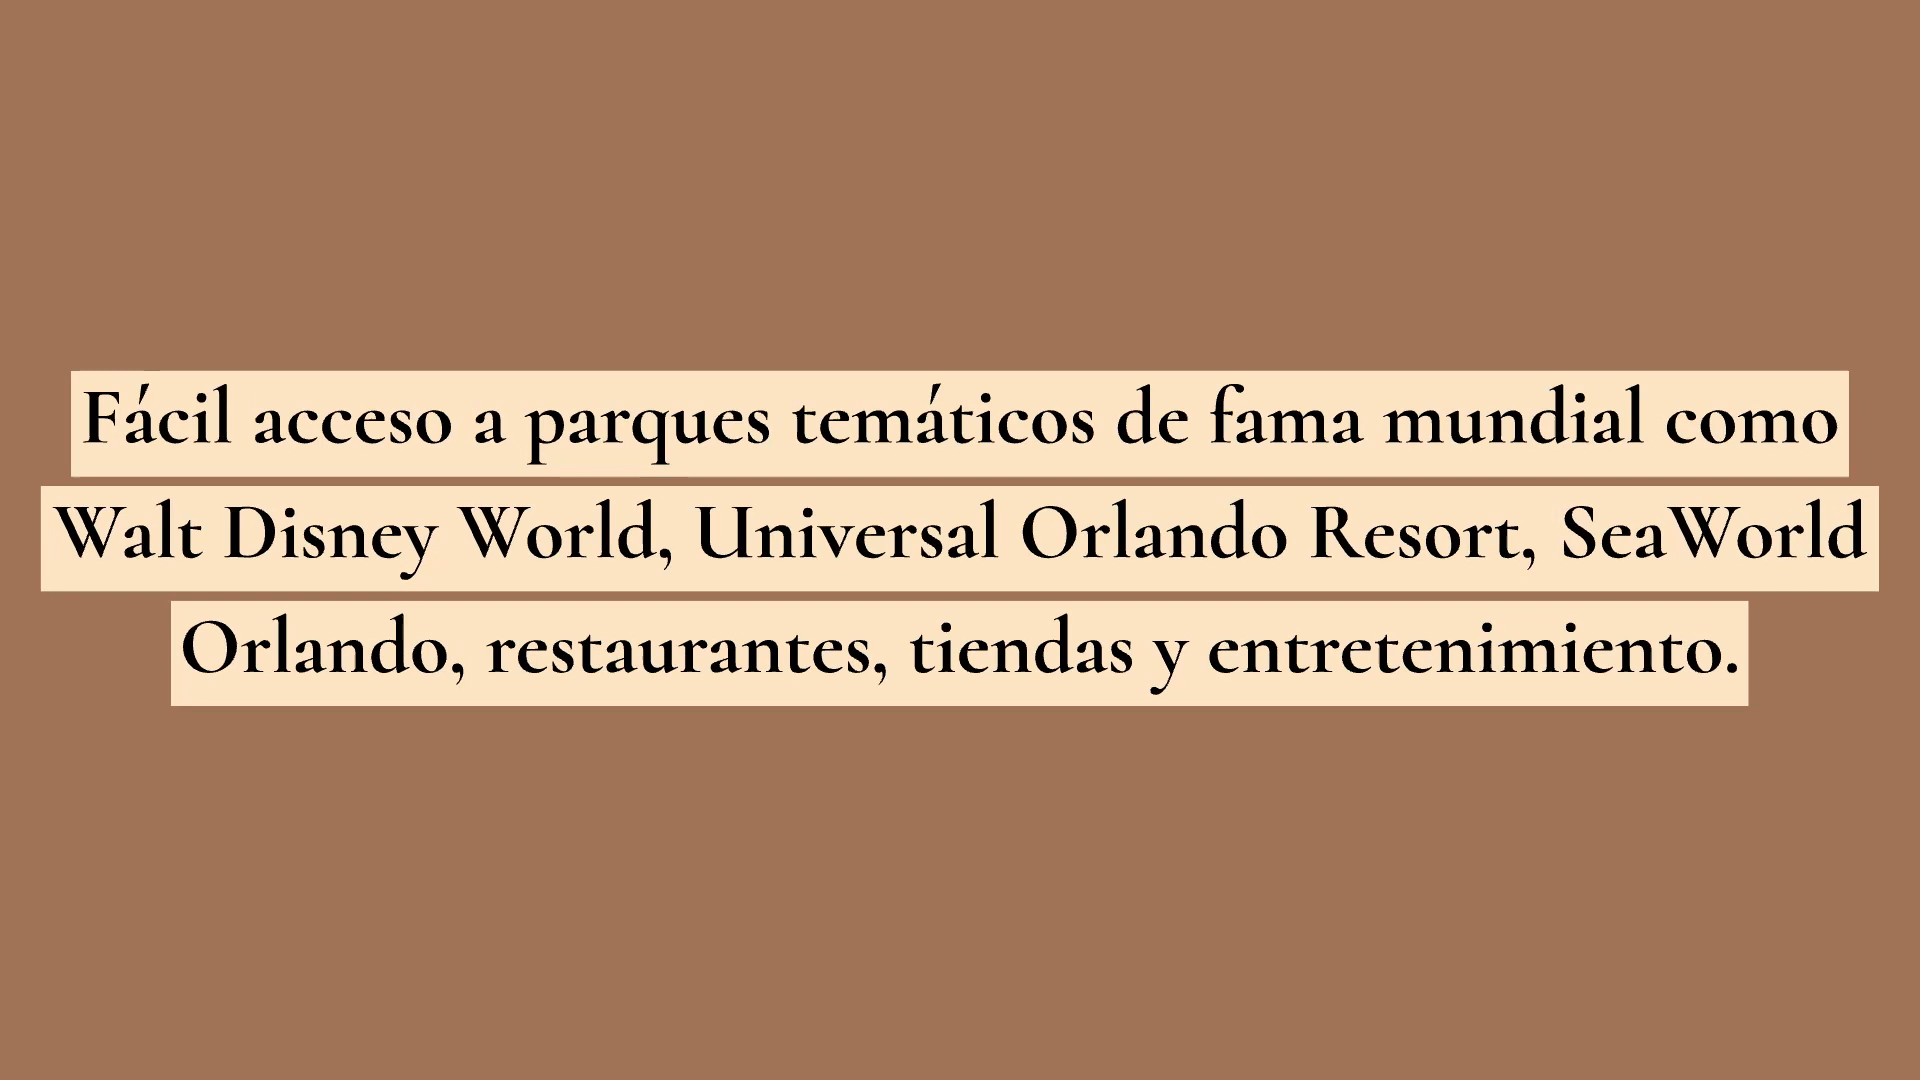 Fácil acceso a parques temáticos de fama mundial como
Walt Disney World, Universal Orlando Resort, SeaWorld
Orlando, restaurantes, tiendas y entretenimiento.